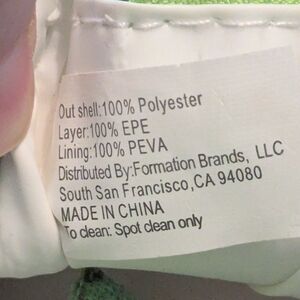 Out shell:100% Polyester
Layer:100% EPE
Lining:100% PEVA
Distributed By:Formation Brands, LLC
South San Francisco,CA 94080
MADE IN CHINA
To clean: Spot clean only